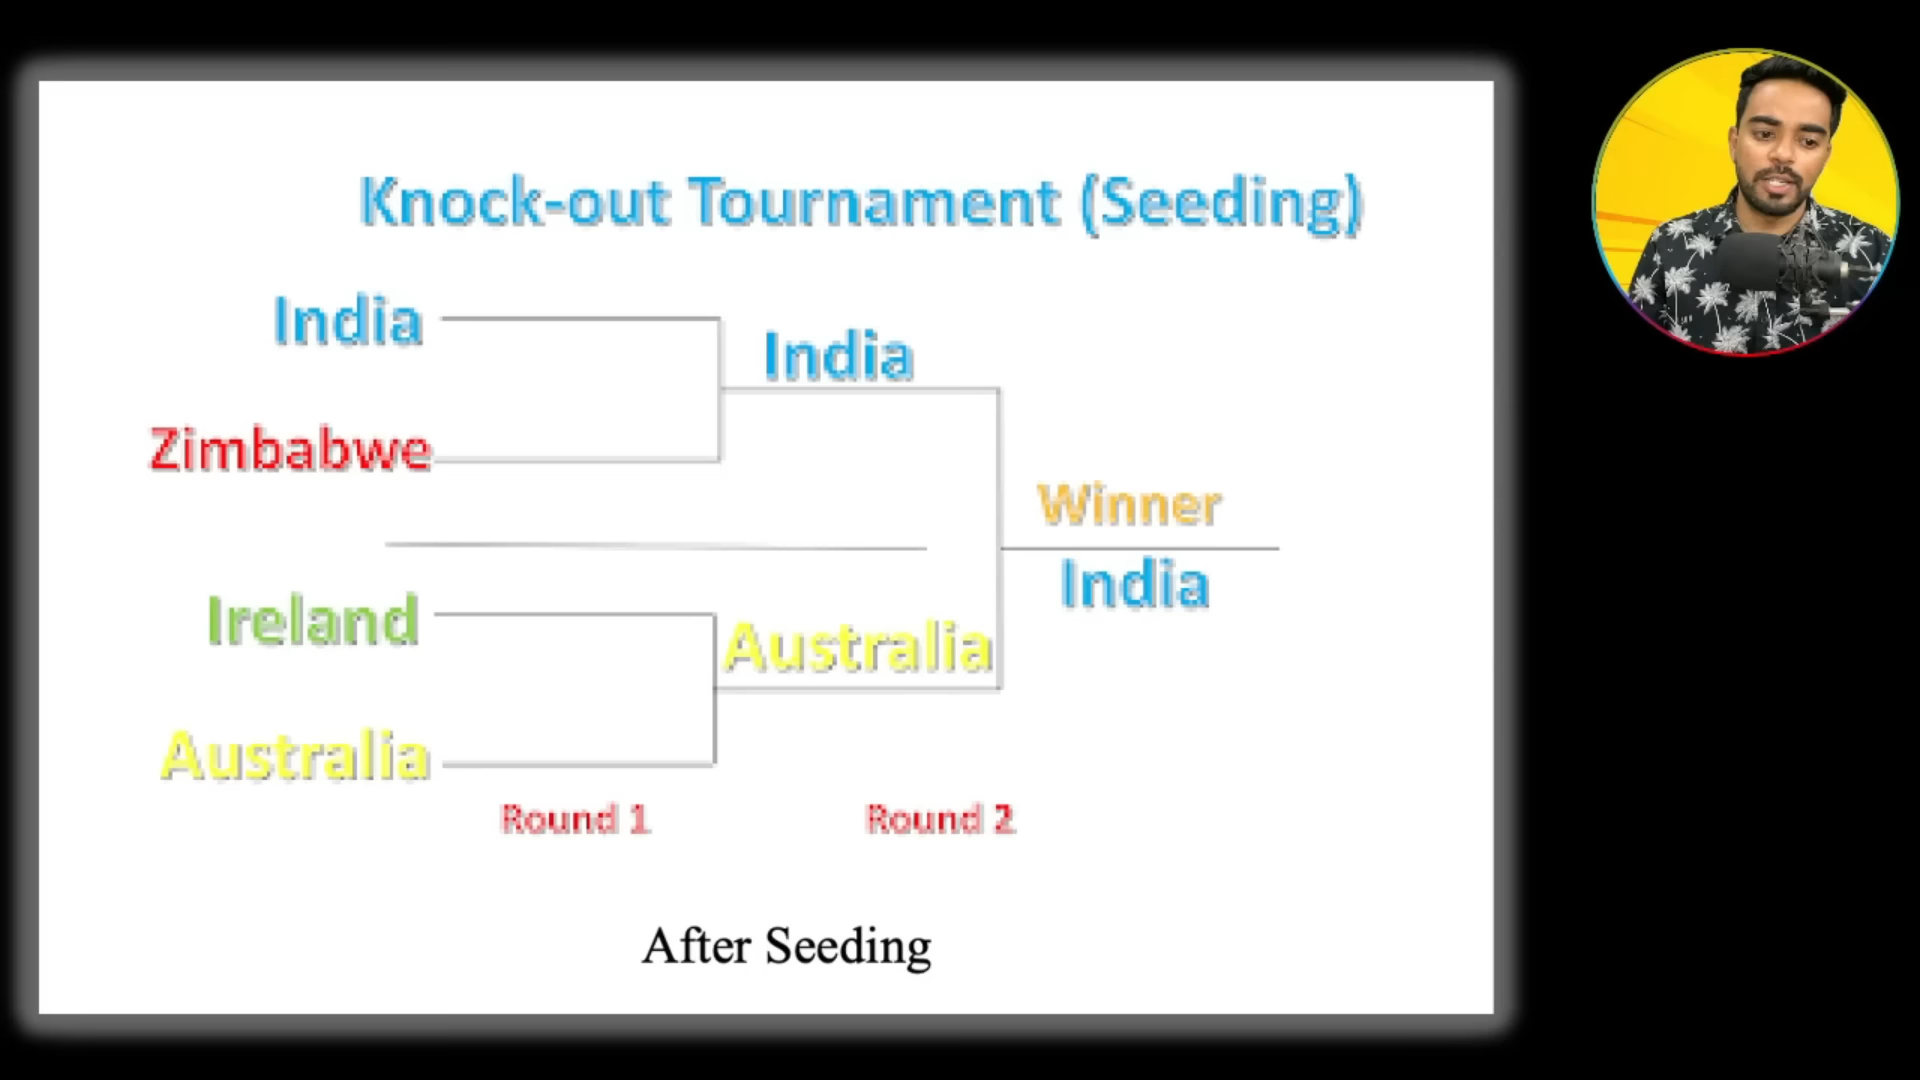 Knock-out Tournament (Seeding)
India
India
Zimbabwe
Winner
India
Ireland
Australia
Australia
Round 1
Round 2
After Seeding